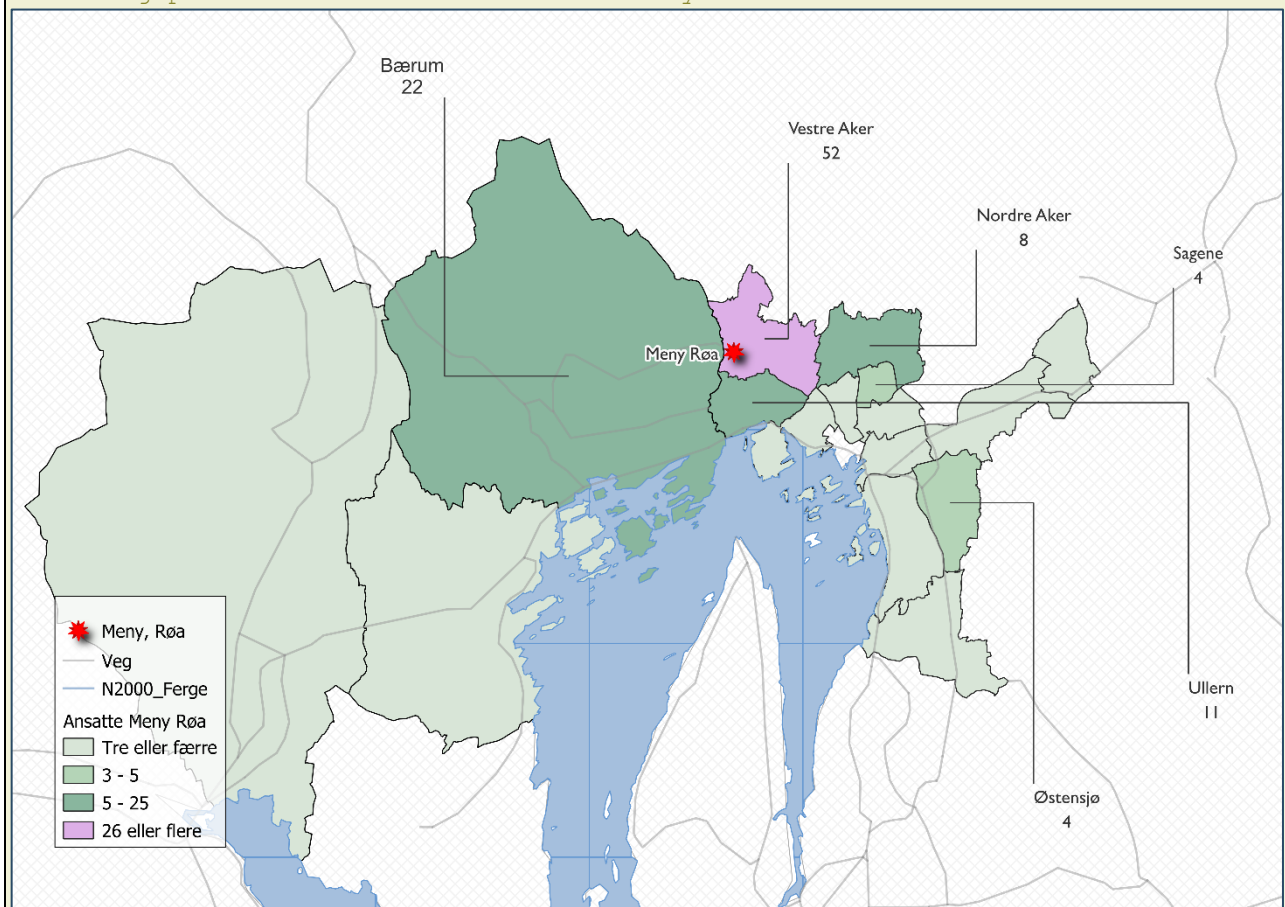 Bærum
22
Vestre Aker
52
Nordre Aker
8
Sagene
4
Meny Røa
Meny, Røa
Veg
N2000_Ferge
Ansatte Meny Røa
Tre eller færre
3 - 5
5 - 25
26 eller flere
Ullern
11
Østensjø
4